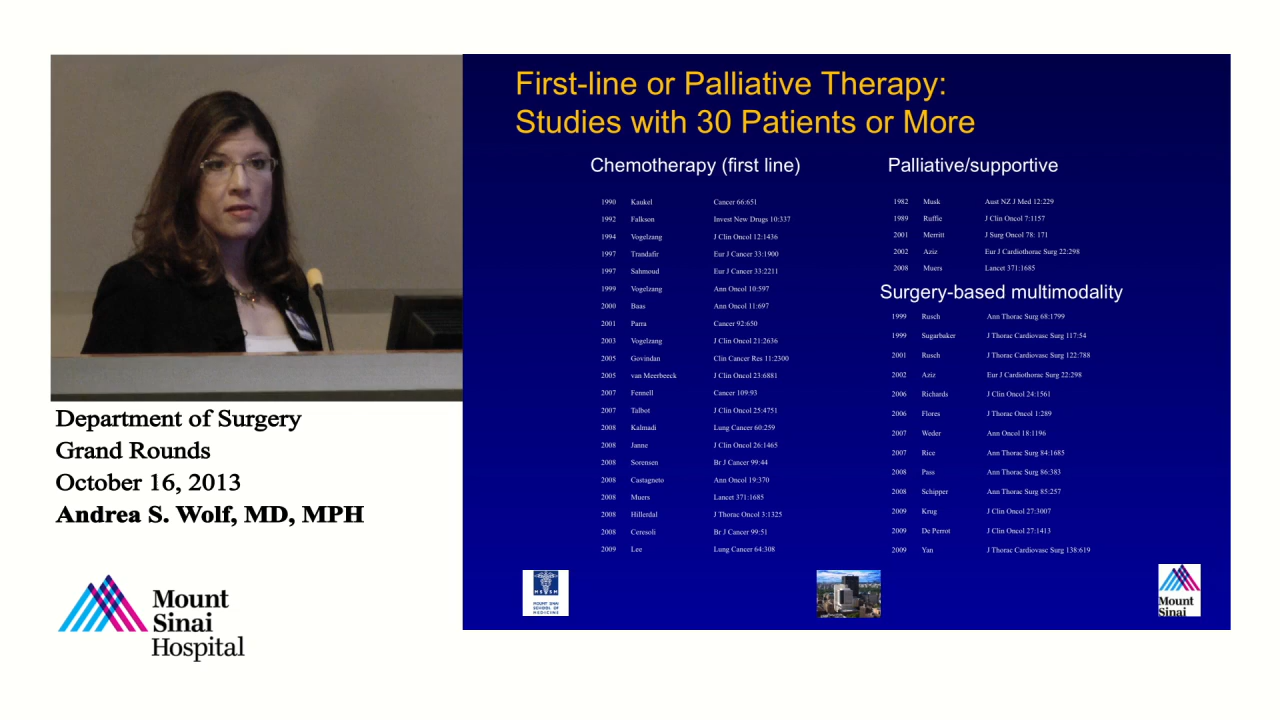 First-line or Palliative Therapy:
Studies with 30 Patients or More
Chemotherapy (first line)
1990 Kaukel Cancer 66:651
1992 Falkson Invest New Drugs 10:337
1994 Vogelzang J Clin Oncol 12:1436
1997 Trandafir Eur J Cancer 33:1900
1997 Sahmoud Eur J Cancer 33:2211
1999 Vogelzang Ann Oncol 10:597
2000 Baas Ann Oncol 11:697
2001 Parra Cancer 92:650
2003 Vogelzang J Clin Oncol 21:2636
2005 Govindan Clin Cancer Res 11:2300
2005 van Meerbeeck J Clin Oncol 23:6881
2007 Fennell Cancer 109:93
2007 Talbot J Clin Oncol 25:4751
2008 Kalmadi Lung Cancer 60:259
2008 Janne J Clin Oncol 26:1465
2008 Sorensen Br J Cancer 99:44
2008 Castagneto Ann Oncol 19:370
2008 Muers Lancet 371:1685
2008 Hillerdal J Thorac Oncol 3:1325
2008 Ceresoli Br J Cancer 99:51
2009 Lee Lung Cancer 64:308
Palliative/supportive
1982 Musk Aust NZ J Med 12:229
1989 Ruffie J Clin Oncol 7:1157
2001 Merritt J Surg Oncol 78: 171
2002 Aziz Eur J Cardiothorac Surg 22:298
2008 Muers Lancet 371:1685
Surgery-based multimodality
1999 Rusch Ann Thorac Surg 68:1799
1999 Sugarbaker J Thorac Cardiovasc Surg 117:54
2001 Rusch J Thorac Cardiovasc Surg 122:788
2002 Aziz Eur J Cardiothorac Surg 22:298
2006 Richards J Clin Oncol 24:1561
2006 Flores J Thorac Oncol 1:289
2007 Weder Ann Oncol 18:1196
2007 Rice Ann Thorac Surg 84:1685
2008 Pass Ann Thorac Surg 86:383
2008 Schipper Ann Thorac Surg 85:257
2009 Krug J Clin Oncol 27:3007
2009 De Perrot J Clin Oncol 27:1413
2009 Yan J Thorac Cardiovasc Surg 138:619
MOUNT SINAI
SCHOOL OF
MEDICINE
Mount
Sinai
Department of Surgery
Grand Rounds
October 16, 2013
Andrea S. Wolf, MD, MPH
Mount
Sinai
Hospital